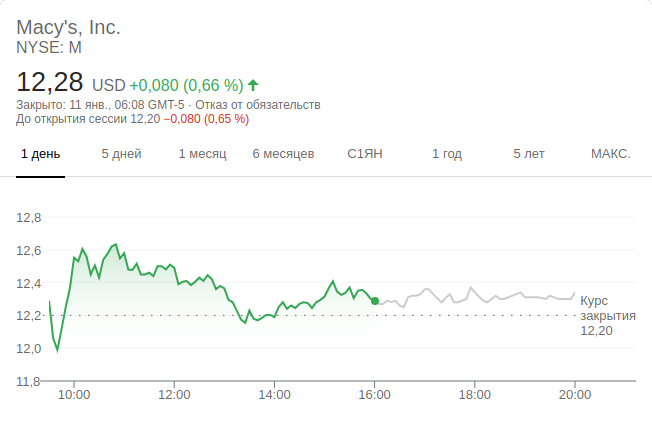 Macy's, Inc.
NYSE: M
12,28 USD +0,080 (0,66 %)
Закрыто: 11 янв., 06:08 GMT-5 · Отказ от обязательств
До открытия сессии 12,20 −0,080 (0,65 %)
1 день 5 дней 1 месяц 6 месяцев С1ЯН 1 год 5 лет МАКС.
12,8
12,6
12,4
12,2
12,0
11,8
Курс
закрытия
12,20
10:00 12:00 14:00 16:00 18:00 20:00